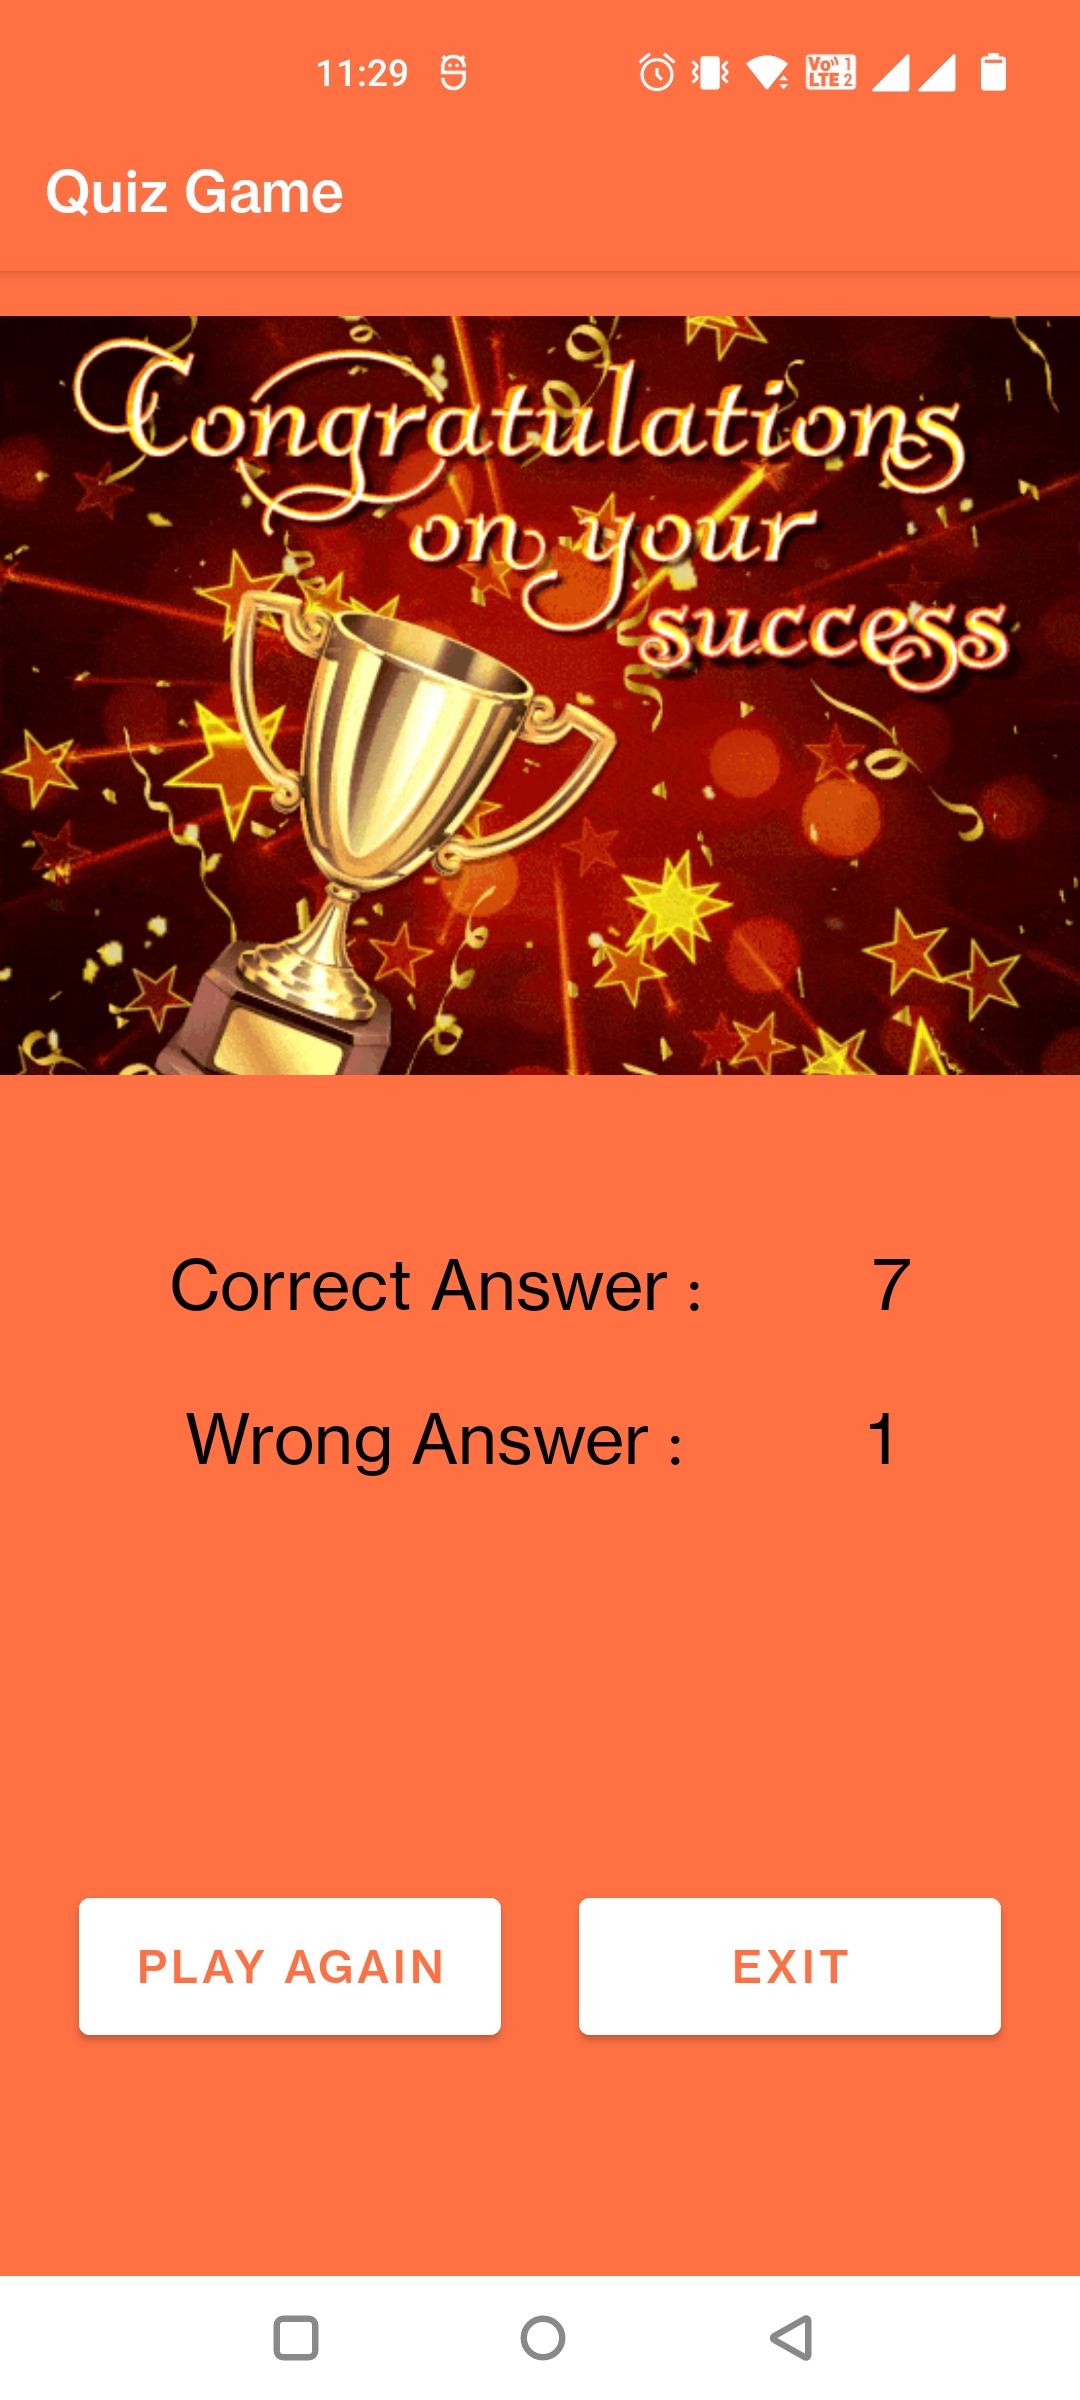 11:29
Vo)) 1
LTE 2
Quiz Game
Congratulations
on your
success
Correct Answer : 7
Wrong Answer : 1
PLAY AGAIN EXIT